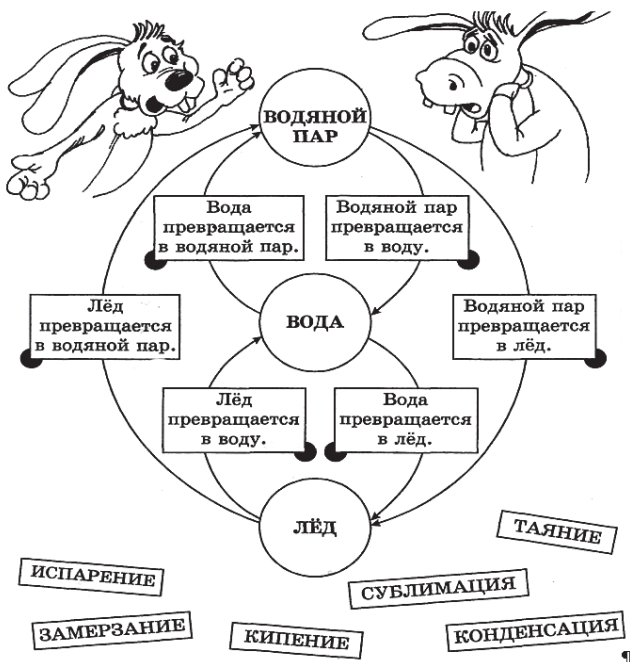 ВОДЯНОЙ
ПАР
Вода
превращается
в водяной пар.
Водяной пар
превращается
в воду.
Лёд
превращается
в водяной пар.
ВОДА
Водяной пар
превращается
в лёд.
Лёд
превращается
в воду.
Вода
превращается
в лёд.
ЛЁД
ТАЯНИЕ
ИСПАРЕНИЕ
СУБЛИМАЦИЯ
ЗАМЕРЗАНИЕ
КИПЕНИЕ
КОНДЕНСАЦИЯ
¶